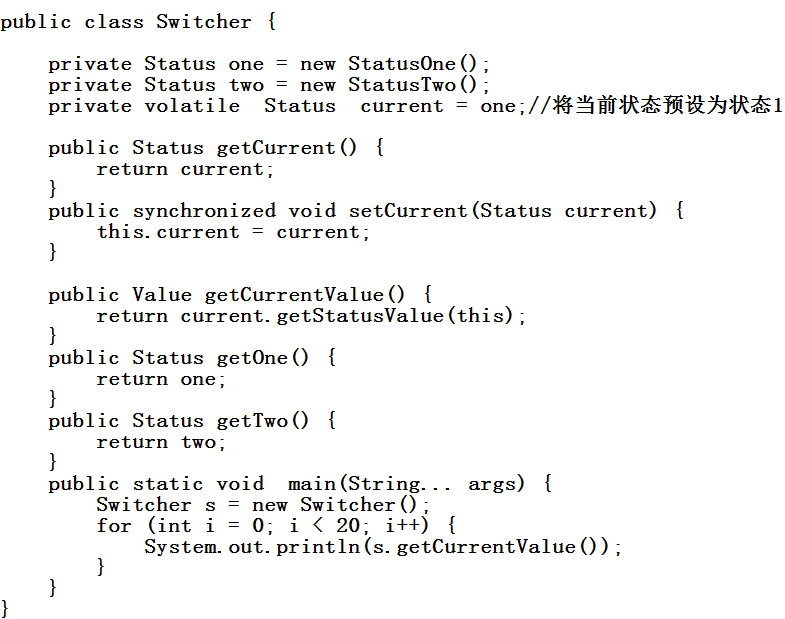 public class Switcher {
    private Status one = new StatusOne();
    private Status two = new StatusTwo();
    private volatile  Status  current = one;//将当前状态预设为状态1
    public Status getCurrent() {
        return current;
    }
    public synchronized void setCurrent(Status current) {
        this.current = current;
    }
    public Value getCurrentValue() {
        return current.getStatusValue(this);
    }
    public Status getOne() {
        return one;
    }
    public Status getTwo() {
        return two;
    }
    public static void  main(String... args) {
        Switcher s = new Switcher();
        for (int i = 0; i < 20; i++) {
            System.out.println(s.getCurrentValue());
        }
    }
}